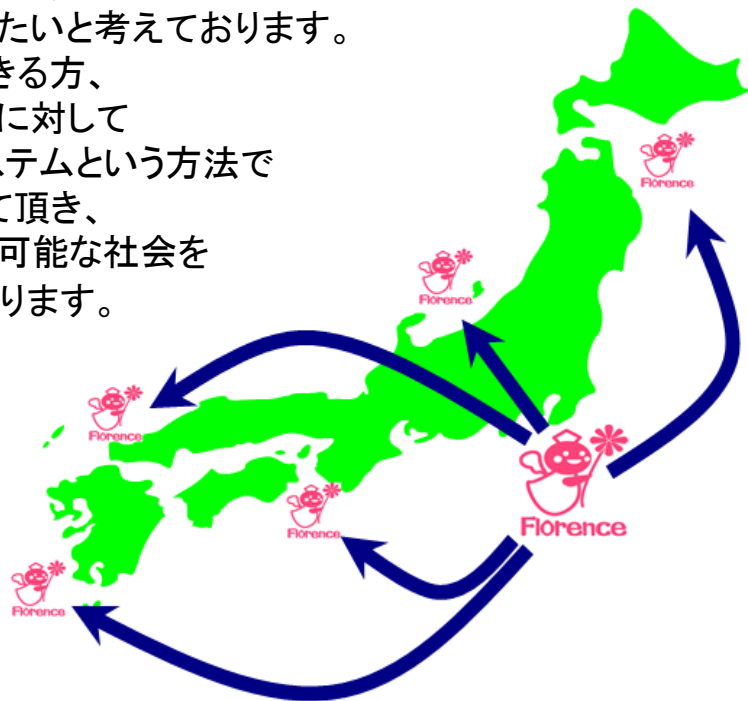 たいと考えております。
きる方、
に対して
ステムという方法で
て頂き、
可能な社会を
ります。
Florence
Florence
Florence
Florence
Florence
Florence